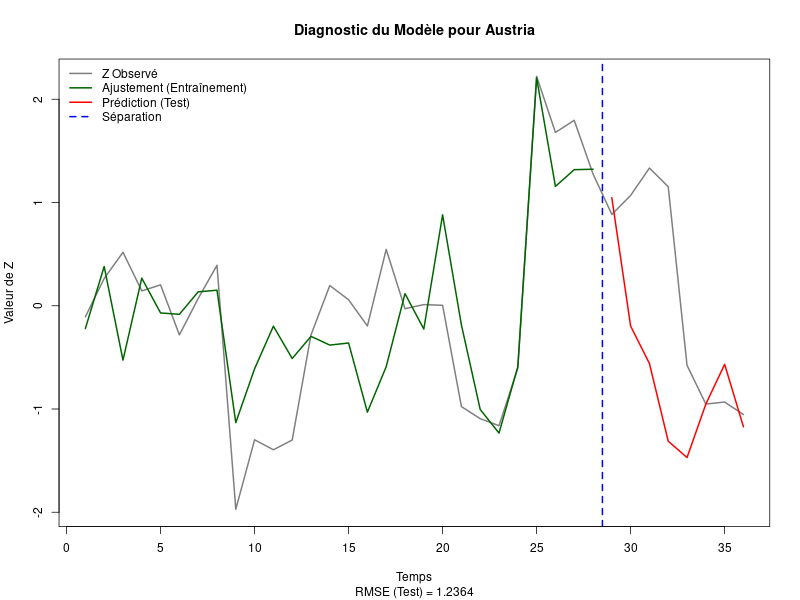 Diagnostic du Modèle pour Austria
Z Observé
Ajustement (Entraînement)
Prédiction (Test)
Séparation
Valeur de Z
2
1
0
-1
-2
0 5 10 15 20 25 30 35
Temps
RMSE (Test) = 1.2364